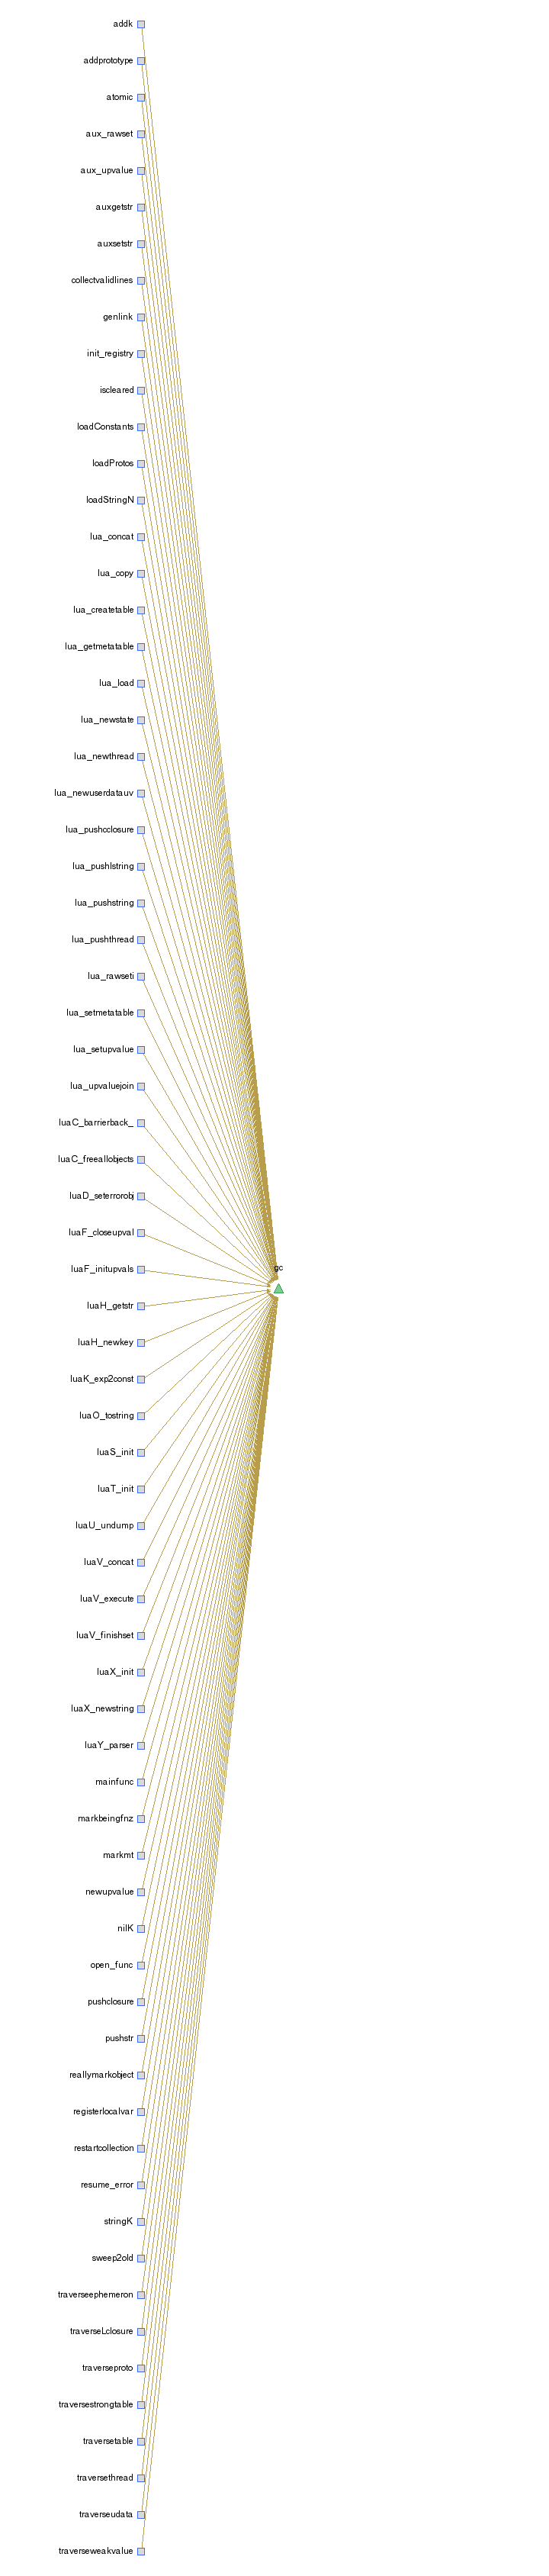 addk
addprototype
atomic
aux_rawset
aux_upvalue
auxgetstr
auxsetstr
collectvalidlines
genlink
init_registry
iscleared
loadConstants
loadProtos
loadStringN
lua_concat
lua_copy
lua_createtable
lua_getmetatable
lua_load
lua_newstate
lua_newthread
lua_newuserdatauv
lua_pushcclosure
lua_pushlstring
lua_pushstring
lua_pushthread
lua_rawseti
lua_setmetatable
lua_setupvalue
lua_upvaluejoin
luaC_barrierback_
luaC_freeallobjects
luaD_seterrorobj
luaF_closeupval
luaF_initupvals
gc
luaH_getstr
luaH_newkey
luaK_exp2const
luaO_tostring
luaS_init
luaT_init
luaU_undump
luaV_concat
luaV_execute
luaV_finishset
luaX_init
luaX_newstring
luaY_parser
mainfunc
markbeingfnz
markmt
newupvalue
nilK
open_func
pushclosure
pushstr
reallymarkobject
registerlocalvar
restartcollection
resume_error
stringK
sweep2old
traverseephemeron
traverseLclosure
traverseproto
traversestrongtable
traversetable
traversethread
traverseudata
traverseweakvalue